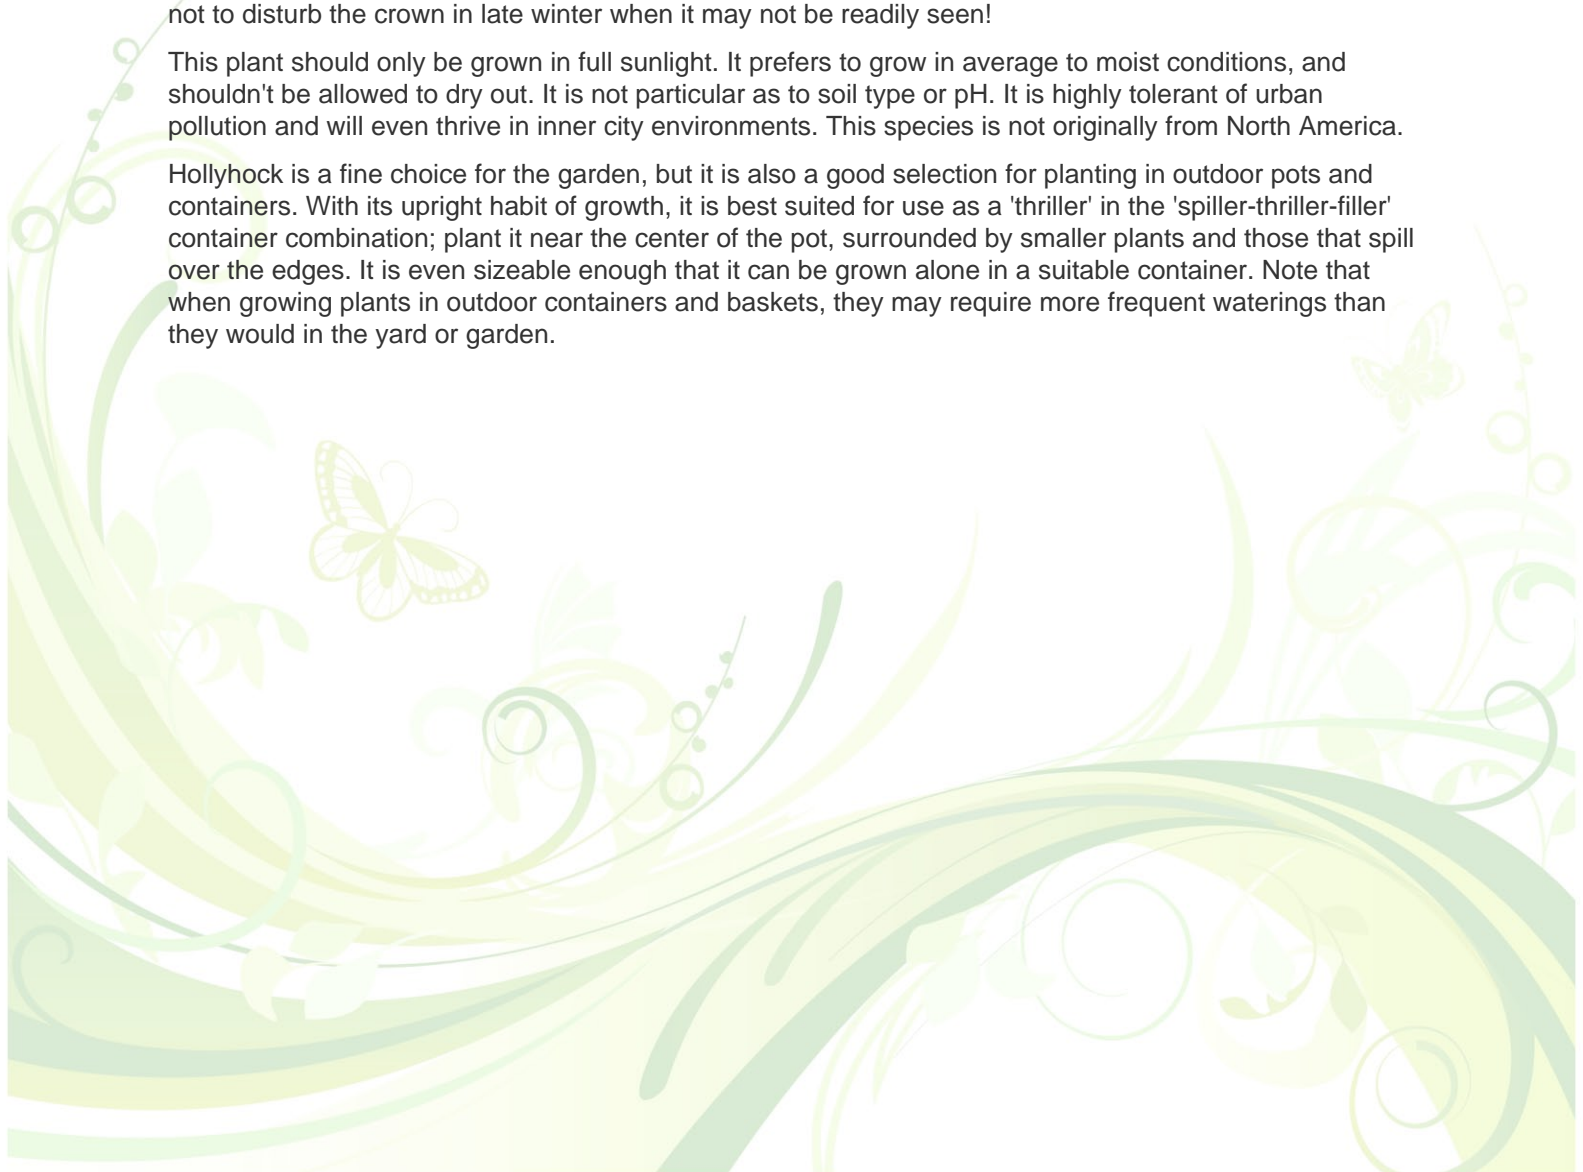 not to disturb the crown in late winter when it may not be readily seen!
This plant should only be grown in full sunlight. It prefers to grow in average to moist conditions, and
shouldn't be allowed to dry out. It is not particular as to soil type or pH. It is highly tolerant of urban
pollution and will even thrive in inner city environments. This species is not originally from North America.
Hollyhock is a fine choice for the garden, but it is also a good selection for planting in outdoor pots and
containers. With its upright habit of growth, it is best suited for use as a 'thriller' in the 'spiller-thriller-filler'
container combination; plant it near the center of the pot, surrounded by smaller plants and those that spill
over the edges. It is even sizeable enough that it can be grown alone in a suitable container. Note that
when growing plants in outdoor containers and baskets, they may require more frequent waterings than
they would in the yard or garden.